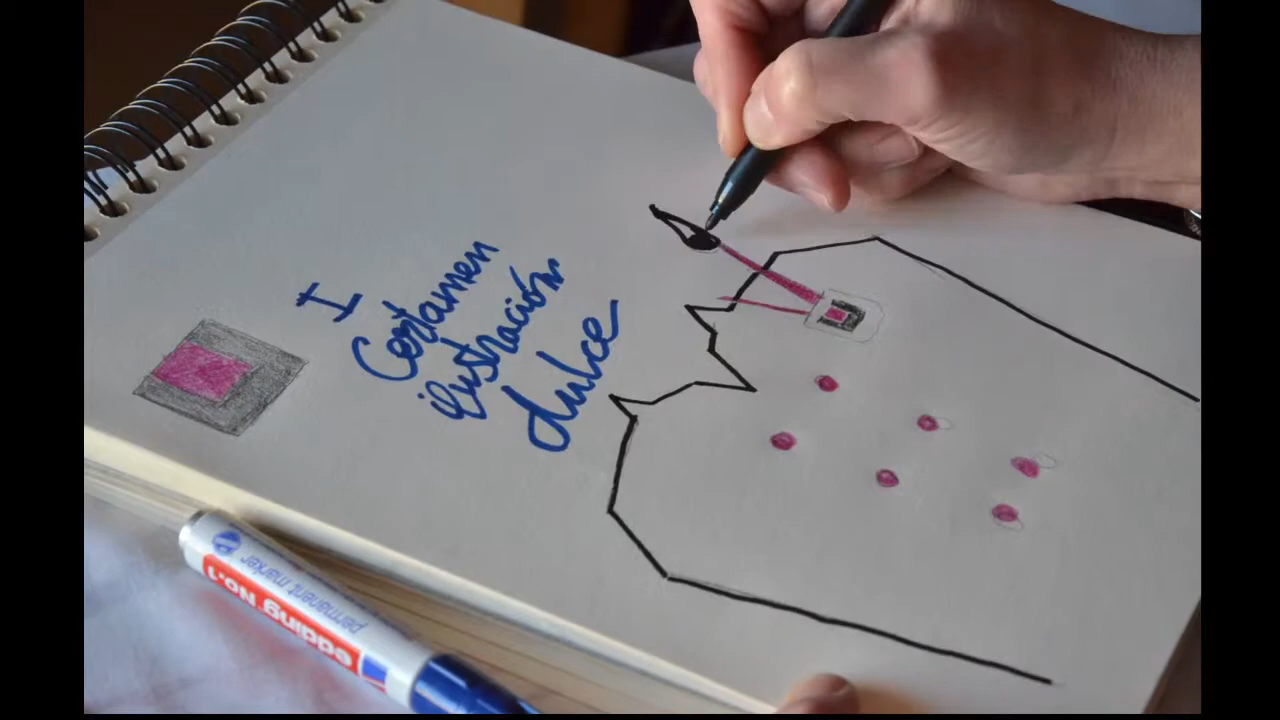 I
Certamen
ilustración
dulce
permanent marker
edding No.1